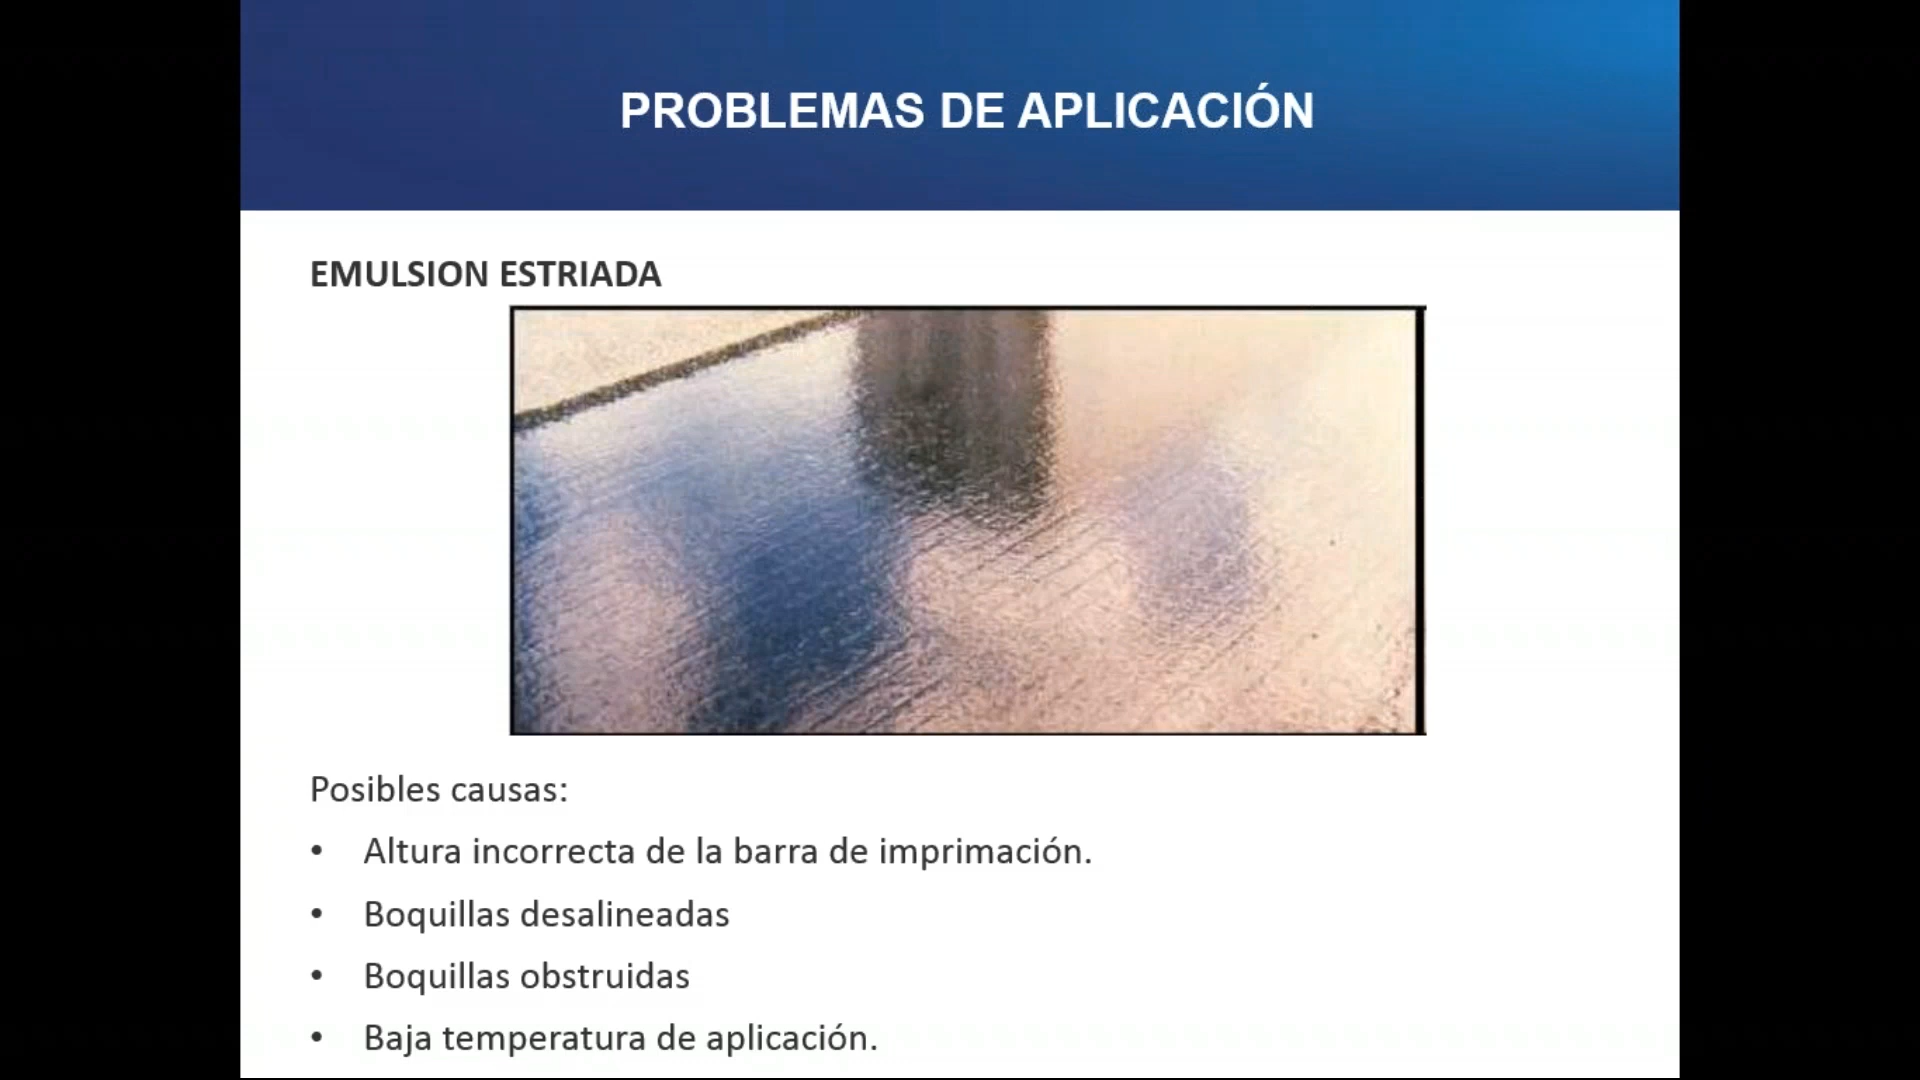 PROBLEMAS DE APLICACIÓN
EMULSION ESTRIADA
Posibles causas:
• Altura incorrecta de la barra de imprimación.
• Boquillas desalineadas
• Boquillas obstruidas
• Baja temperatura de aplicación.